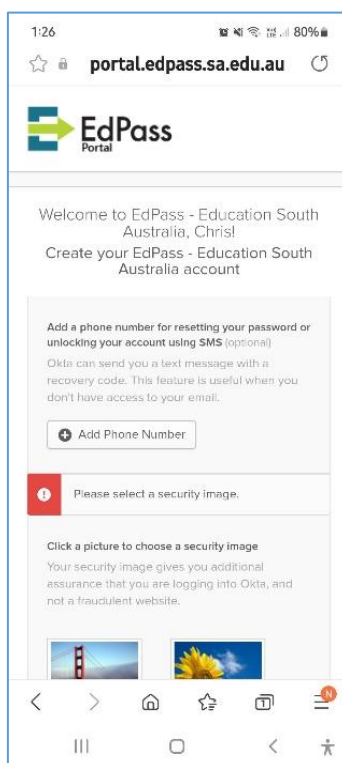 1:26 80%
portal.edpass.sa.edu.au
EdPass
Portal
Welcome to EdPass - Education South
Australia, Chris!
Create your EdPass - Education South
Australia account
Add a phone number for resetting your password or
unlocking your account using SMS (optional)
Okta can send you a text message with a
recovery code. This feature is useful when you
don't have access to your email.
Add Phone Number
Please select a security image.
Click a picture to choose a security image
Your security image gives you additional
assurance that you are logging into Okta, and
not a fraudulent website.
1
N